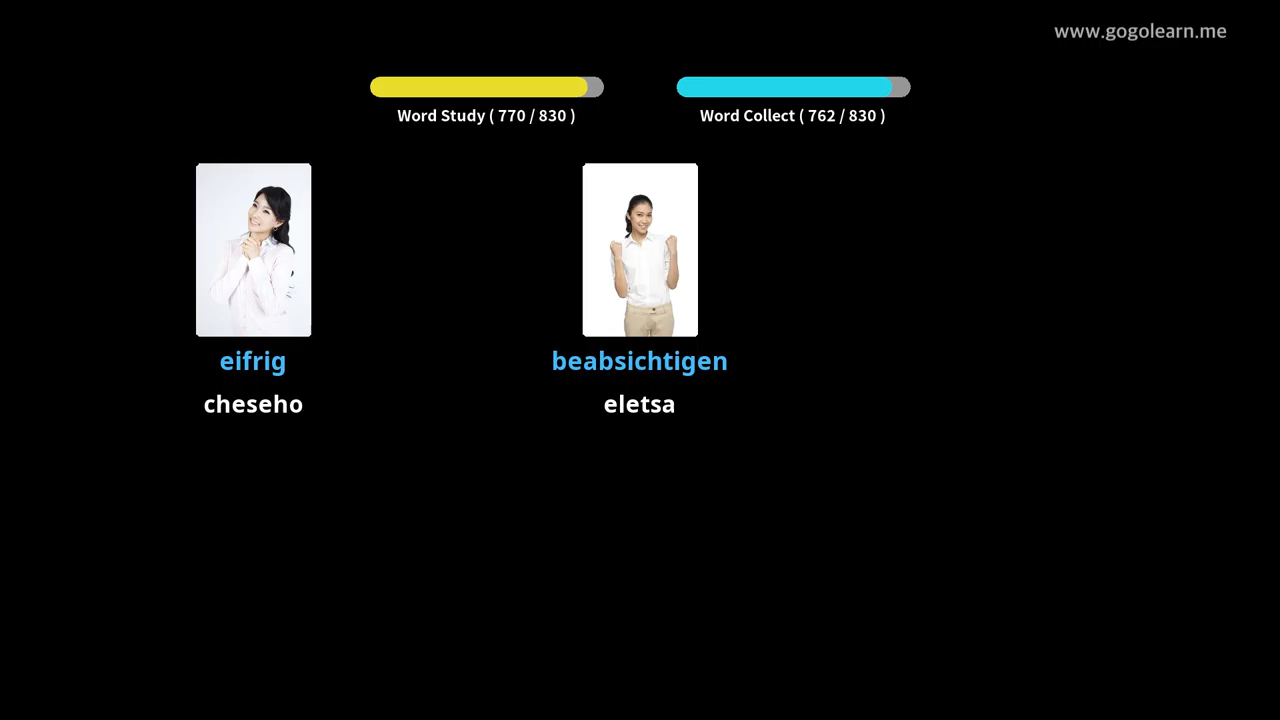 www.gogolearn.me
Word Study ( 770 / 830 )
Word Collect ( 762 / 830 )
eifrig
beabsichtigen
cheseho
eletsa